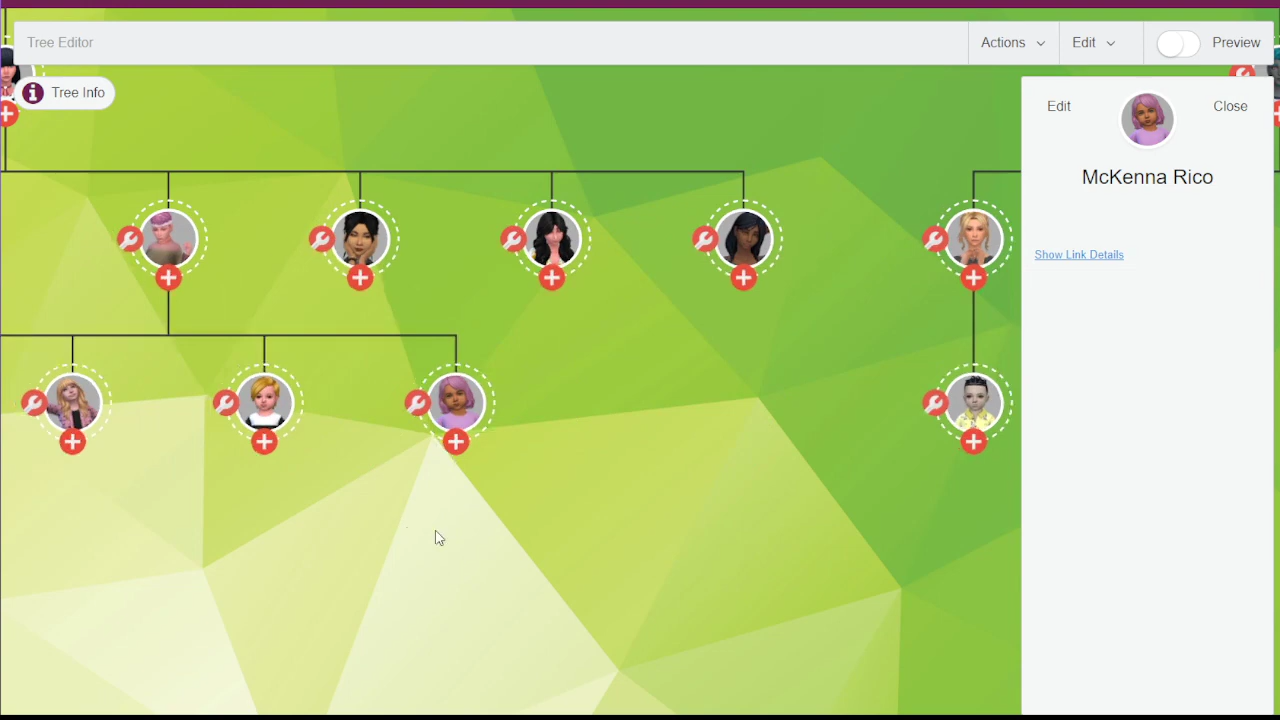 Tree Editor
Actions
Edit
Preview
Tree Info
Edit
Close
McKenna Rico
Show Link Details